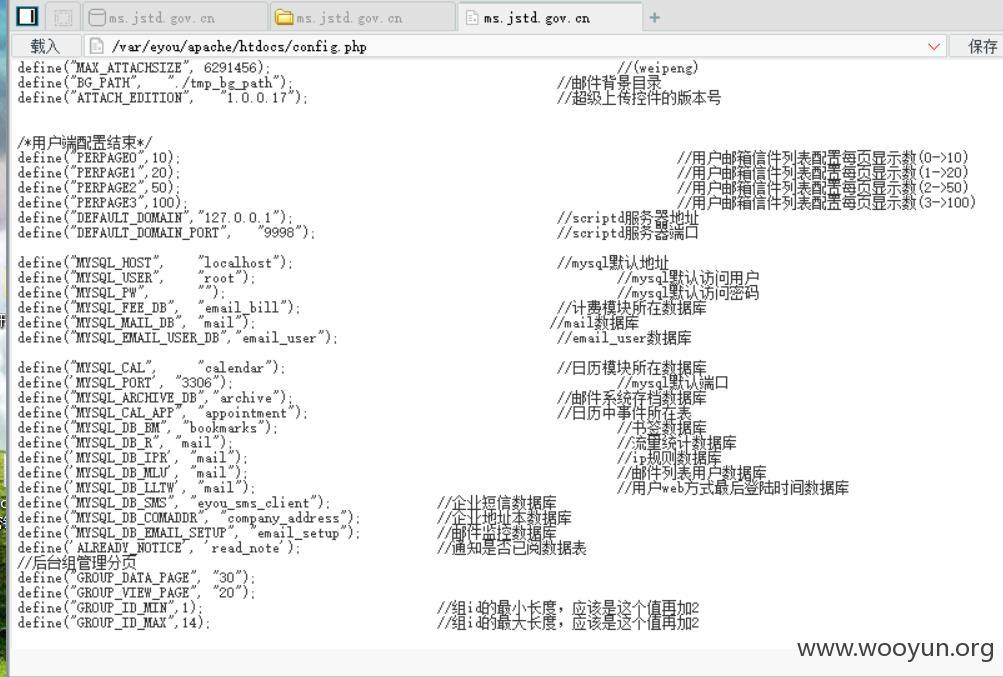 ms.jstd.gov.cn ms.jstd.gov.cn ms.jstd.gov.cn +
载入 /var/eyou/apache/htdocs/config.php 保存
define("MAX_ATTACHSIZE", 6291456); //(weipeng)
define("BG_PATH", "./tmp_bg_path"); //邮件背景目录
define("ATTACH_EDITION", "1.0.0.17"); //超级上传控件的版本号
/*用户端配置结束*/
define("PERPAGE0",10); //用户邮箱信件列表配置每页显示数(0->10)
define("PERPAGE1",20); //用户邮箱信件列表配置每页显示数(1->20)
define("PERPAGE2",50); //用户邮箱信件列表配置每页显示数(2->50)
define("PERPAGE3",100); //用户邮箱信件列表配置每页显示数(3->100)
define("DEFAULT_DOMAIN","127.0.0.1"); //scriptd服务器地址
define("DEFAULT_DOMAIN_PORT", "9998"); //scriptd服务器端口
define("MYSQL_HOST", "localhost"); //mysql默认地址
define("MYSQL_USER", "root"); //mysql默认访问用户
define("MYSQL_PW", ""); //mysql默认访问密码
define("MYSQL_FEE_DB", "email_bill"); //计费模块所在数据库
define("MYSQL_MAIL_DB", "mail"); //mail数据库
define("MYSQL_EMAIL_USER_DB","email_user"); //email_user数据库
define("MYSQL_CAL", "calendar"); //日历模块所在数据库
define('MYSQL_PORT', "3306"); //mysql默认端口
define("MYSQL_ARCHIVE_DB","archive"); //邮件系统存档数据库
define("MYSQL_CAL_APP", "appointment"); //日历中事件所在表
define('MYSQL_DB_BM', "bookmarks"); //书签数据库
define('MYSQL_DB_R', "mail"); //流量统计数据库
define('MYSQL_DB_IPR', "mail"); //ip规则数据库
define('MYSQL_DB_MLU', "mail"); //邮件列表用户数据库
define('MYSQL_DB_LLTW', "mail"); //用户web方式最后登陆时间数据库
define("MYSQL_DB_SMS", "eyou_sms_client"); //企业短信数据库
define("MYSQL_DB_COMADDR", "company_address"); //企业地址本数据库
define("MYSQL_DB_EMAIL_SETUP", "email_setup"); //邮件监控数据库
define('ALREADY_NOTICE', 'read_note'); //通知是否已阅数据表
//后台组管理分页
define("GROUP_DATA_PAGE", "30");
define("GROUP_VIEW_PAGE", "20");
define("GROUP_ID_MIN",1); //组id的最小长度，应该是这个值再加2
define("GROUP_ID_MAX",14); //组id的最大长度，应该是这个值再加2
www.wooyun.org